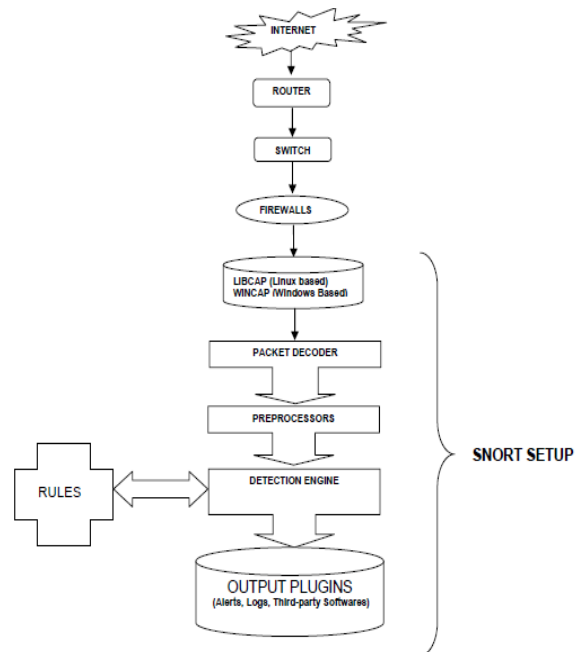 INTERNET
ROUTER
SWITCH
FIREWALLS
LIBCAP (Linux based)
WINCAP (Windows Based)
PACKET DECODER
PREPROCESSORS
SNORT SETUP
RULES
DETECTION ENGINE
OUTPUT PLUGINS
(Alerts, Logs, Third-party Softwares)